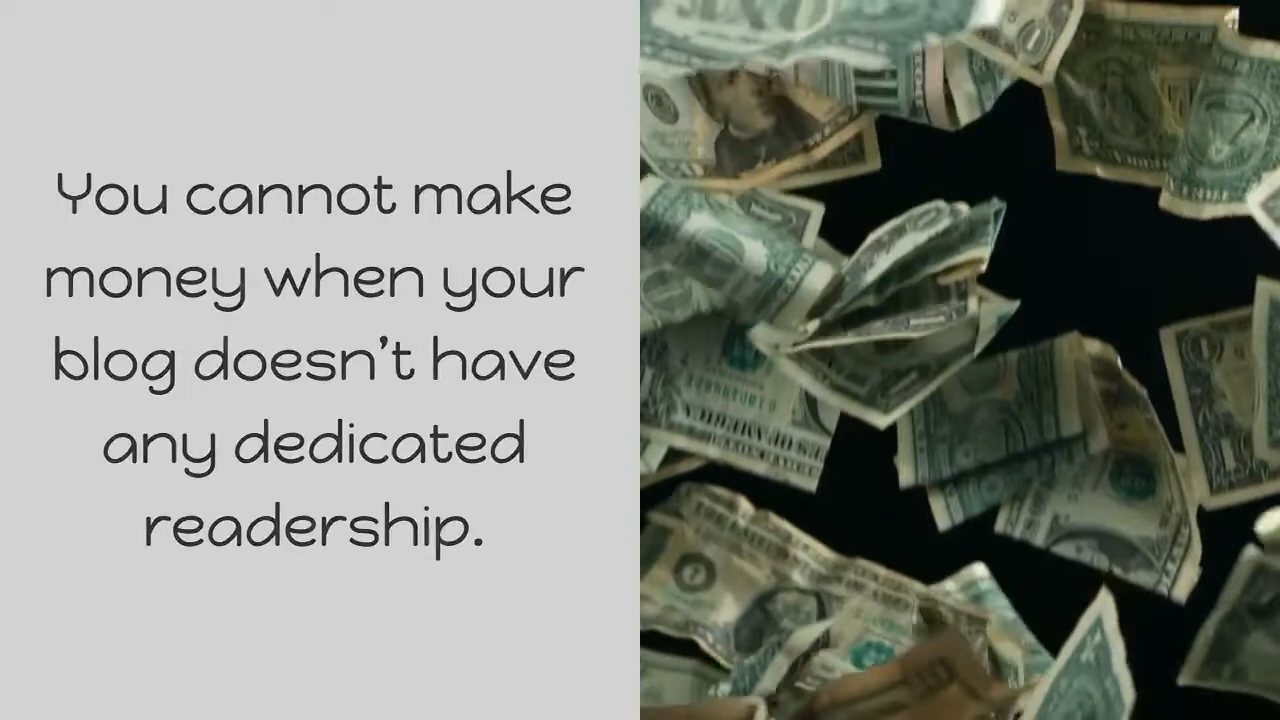 You cannot make
money when your
blog doesn't have
any dedicated
readership.